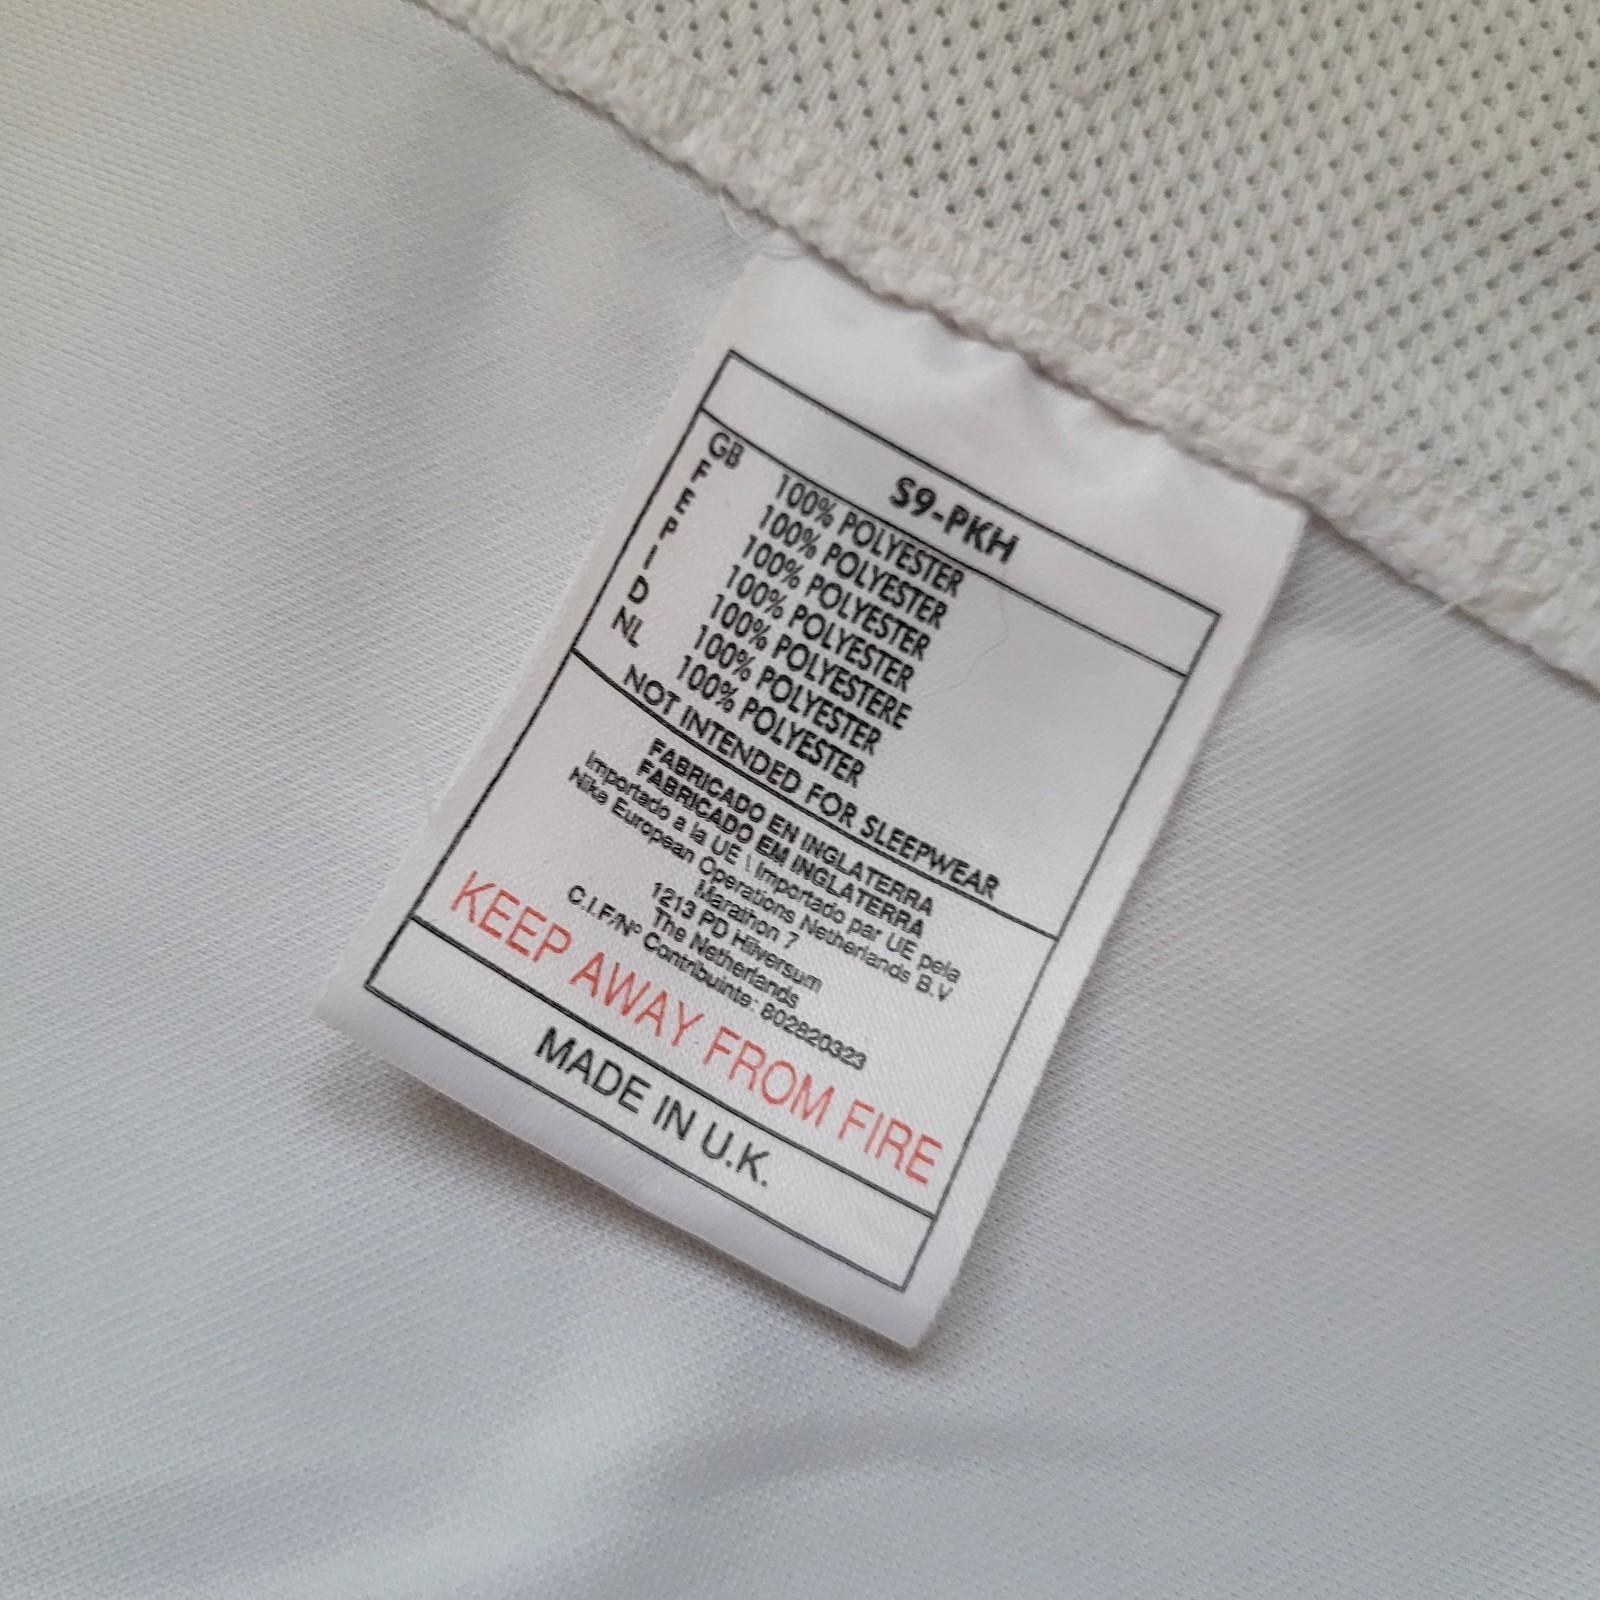 S9-PKH
GB 100% POLYESTER
F 100% POLYESTER
E 100% POLYESTER
P 100% POLYESTER
I 100% POLYESTERE
D 100% POLYESTER
NL 100% POLYESTER
NOT INTENDED FOR SLEEPWEAR
FABRICADO EN INGLATERRA
FABRICADO EM INGLATERRA
Importado a la UE \ Importado par UE pela
Nike European Operations Netherlands B.V
Marathon 7
1213 PD Hilversum
The Netherlands
C.I.F/Nº Contribuinte: 802820323
KEEP AWAY FROM FIRE
MADE IN U.K.